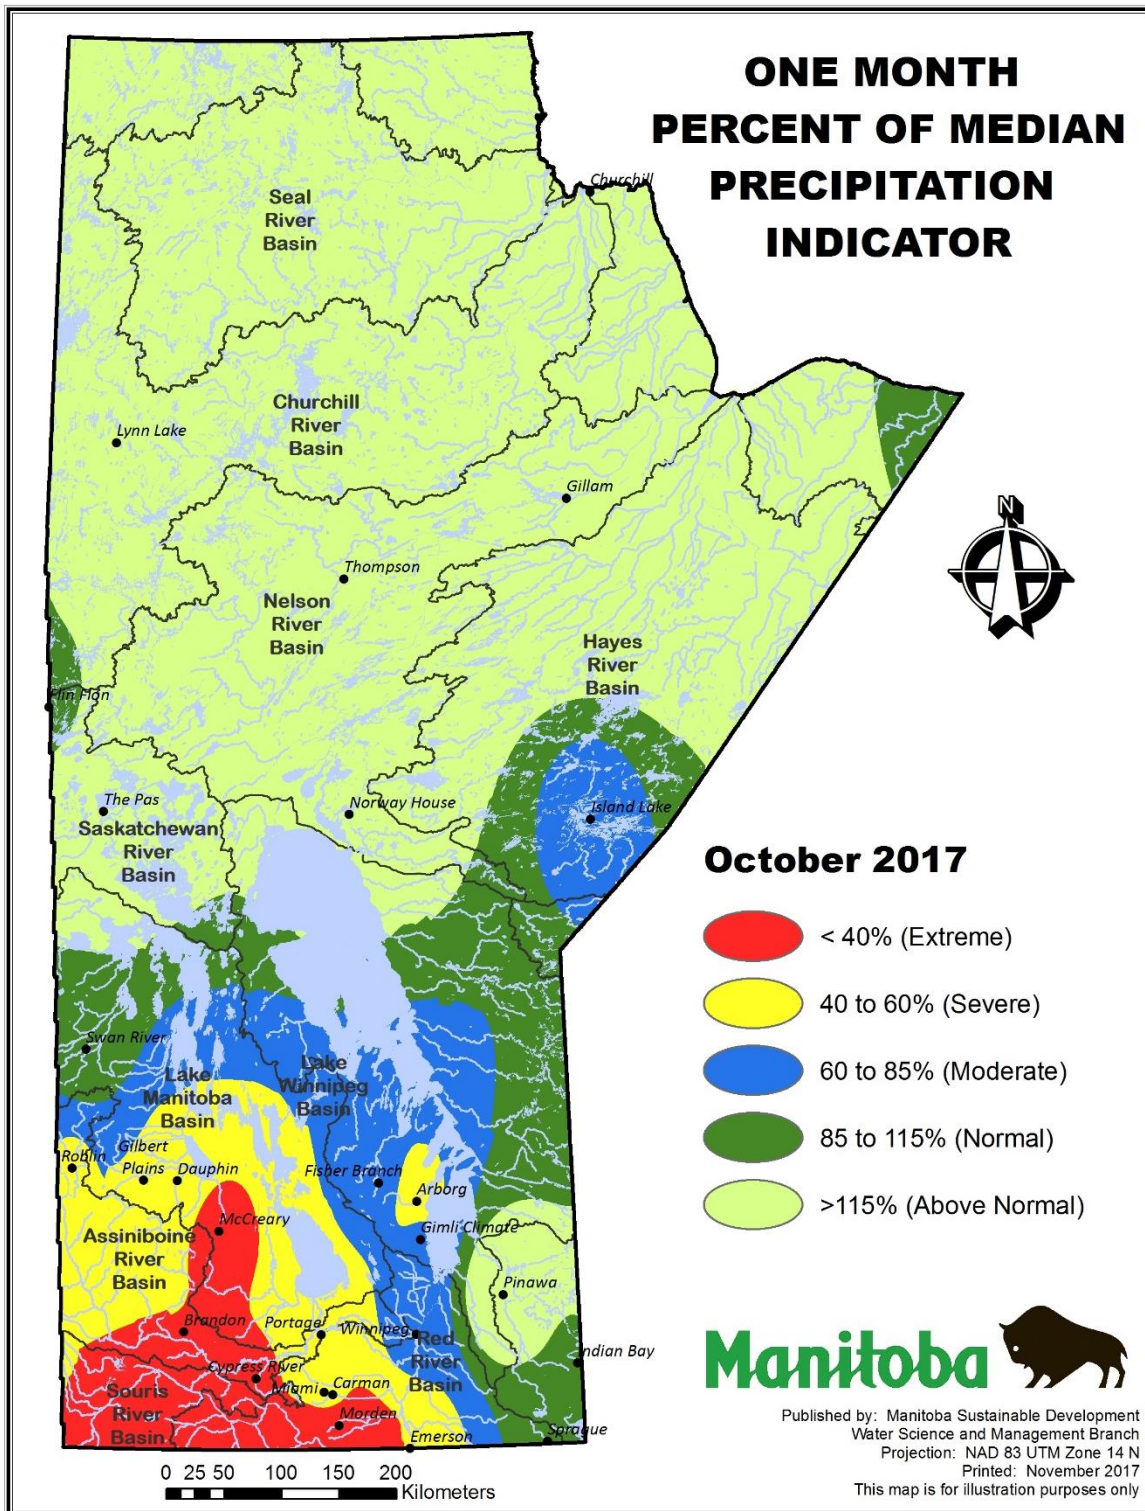 ONE MONTH
PERCENT OF MEDIAN
PRECIPITATION
INDICATOR
Churchill
Seal
River
Basin
Churchill
River
Basin
Lynn Lake
Gillam
Thompson
Nelson
River
Basin
Hayes
River
Basin
Flin Flon
The Pas
Norway House
Island Lake
Saskatchewan
River
Basin
N
October 2017
< 40% (Extreme)
40 to 60% (Severe)
60 to 85% (Moderate)
85 to 115% (Normal)
>115% (Above Normal)
Swan River
Lake
Manitoba
Basin
Lake
Winnipeg
Basin
Roblin
Gilbert
Plains
Dauphin
Fisher Branch
Arborg
McCreary
Gimli Climate
Assiniboine
River
Basin
Pinawa
Brandon
Portage
Winnipeg
Red
River
Basin
Indian Bay
Cypress River
Miami
Carman
Souris
River
Basin
Morden
Emerson
Sprague
0 25 50 100 150 200
Kilometers
Manitoba
Published by: Manitoba Sustainable Development
Water Science and Management Branch
Projection: NAD 83 UTM Zone 14 N
Printed: November 2017
This map is for illustration purposes only